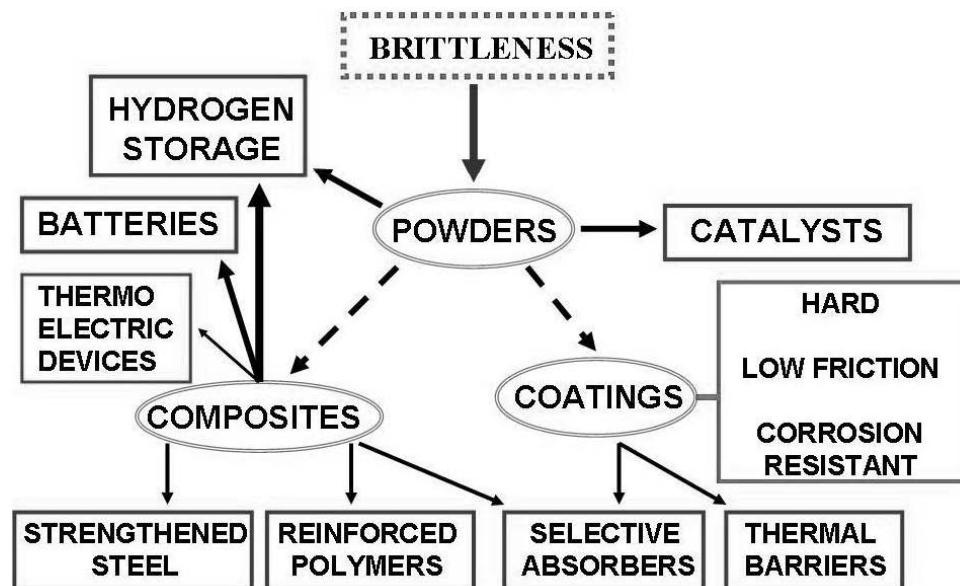 BRITTLENESS
HYDROGEN
STORAGE
BATTERIES
POWDERS
CATALYSTS
THERMO
ELECTRIC
DEVICES
HARD
LOW FRICTION
CORROSION
RESISTANT
COMPOSITES
COATINGS
STRENGTHENED
STEEL
REINFORCED
POLYMERS
SELECTIVE
ABSORBERS
THERMAL
BARRIERS